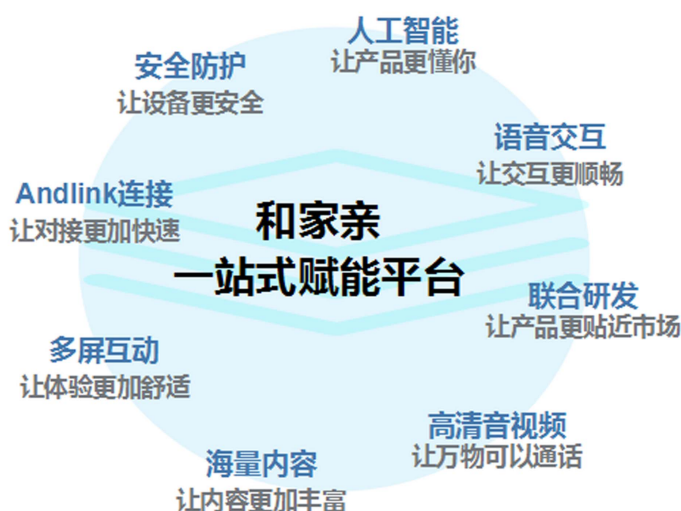 人工智能
让产品更懂你
安全防护
让设备更安全
语音交互
让交互更顺畅
Andlink连接
让对接更加快速
和家亲
一站式赋能平台
联合研发
让产品更贴近市场
多屏互动
让体验更加舒适
高清音视频
让万物可以通话
海量内容
让内容更加丰富